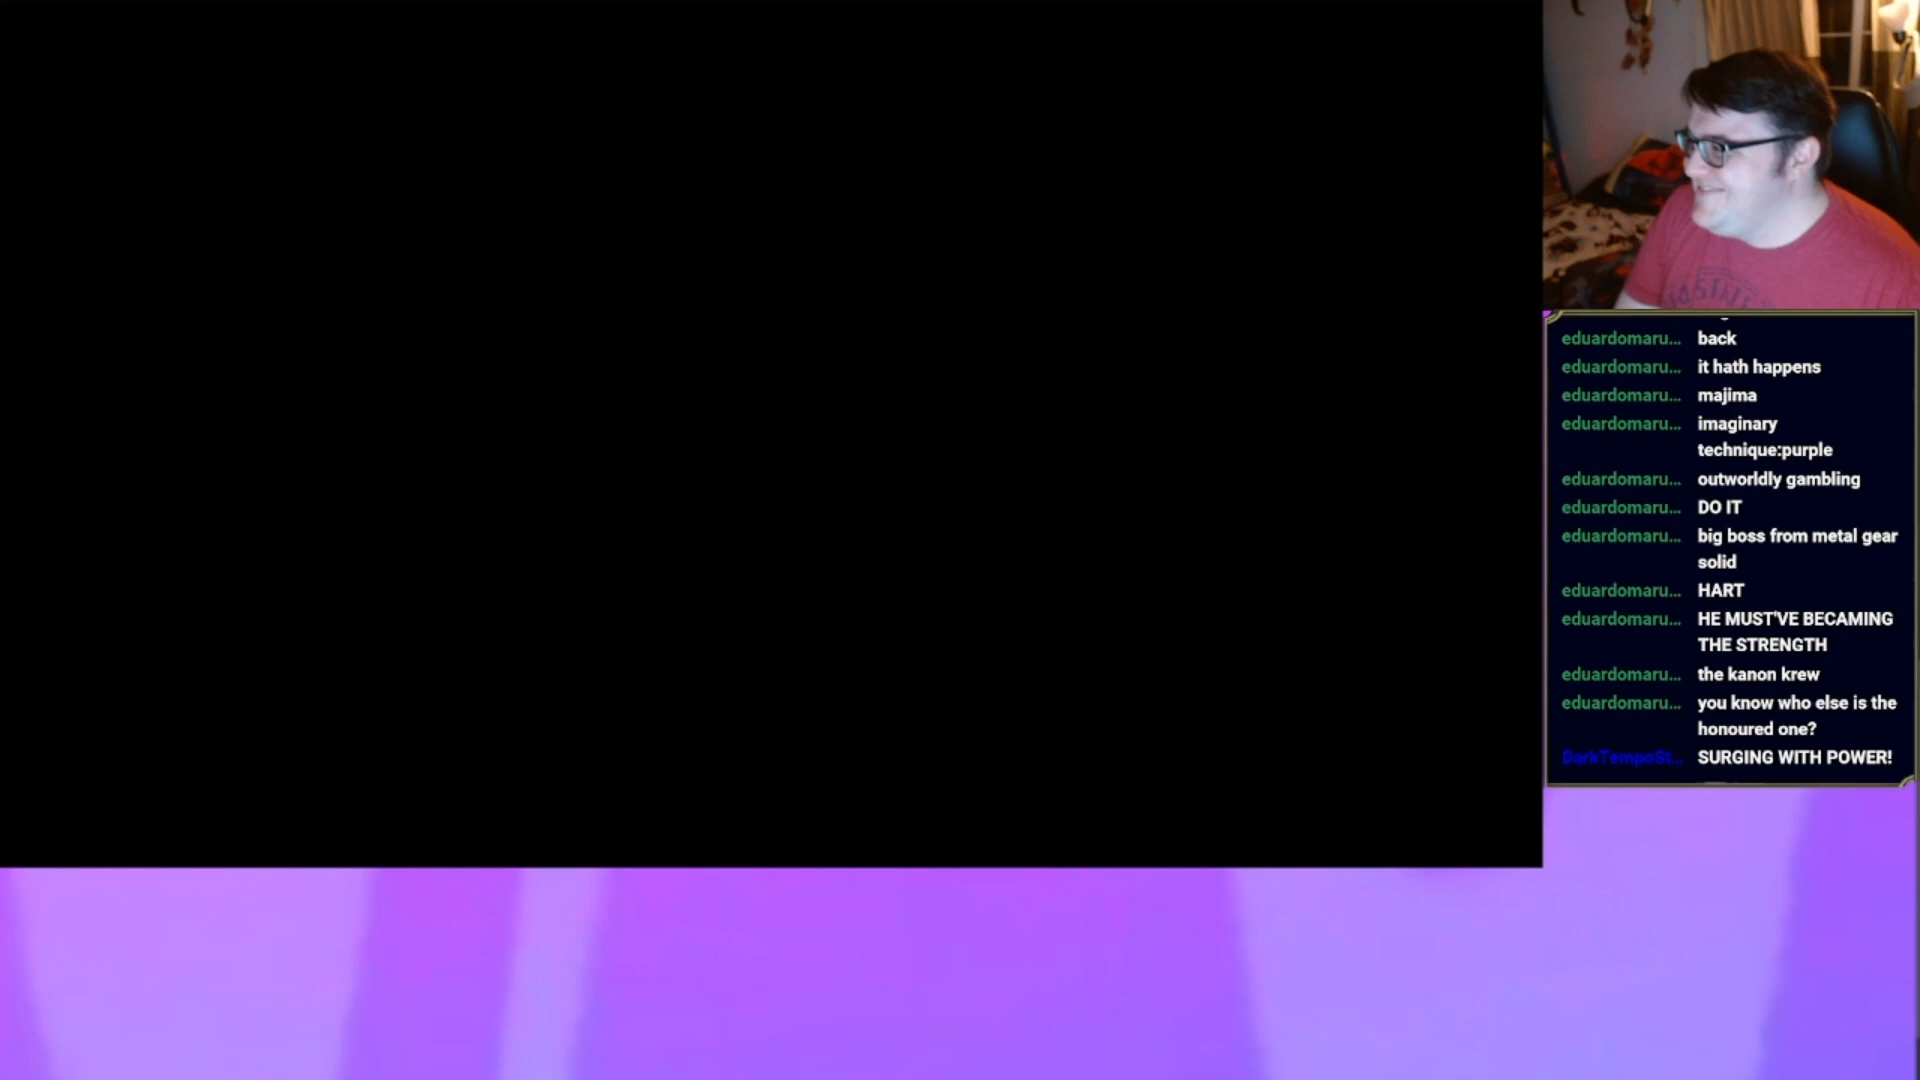 eduardomaru... back
eduardomaru... it hath happens
eduardomaru... majima
eduardomaru... imaginary
technique:purple
eduardomaru... outworldly gambling
eduardomaru... DO IT
eduardomaru... big boss from metal gear
solid
eduardomaru... HART
eduardomaru... HE MUST'VE BECAMING
THE STRENGTH
eduardomaru... the kanon krew
eduardomaru... you know who else is the
honoured one?
DarkTempoSt... SURGING WITH POWER!